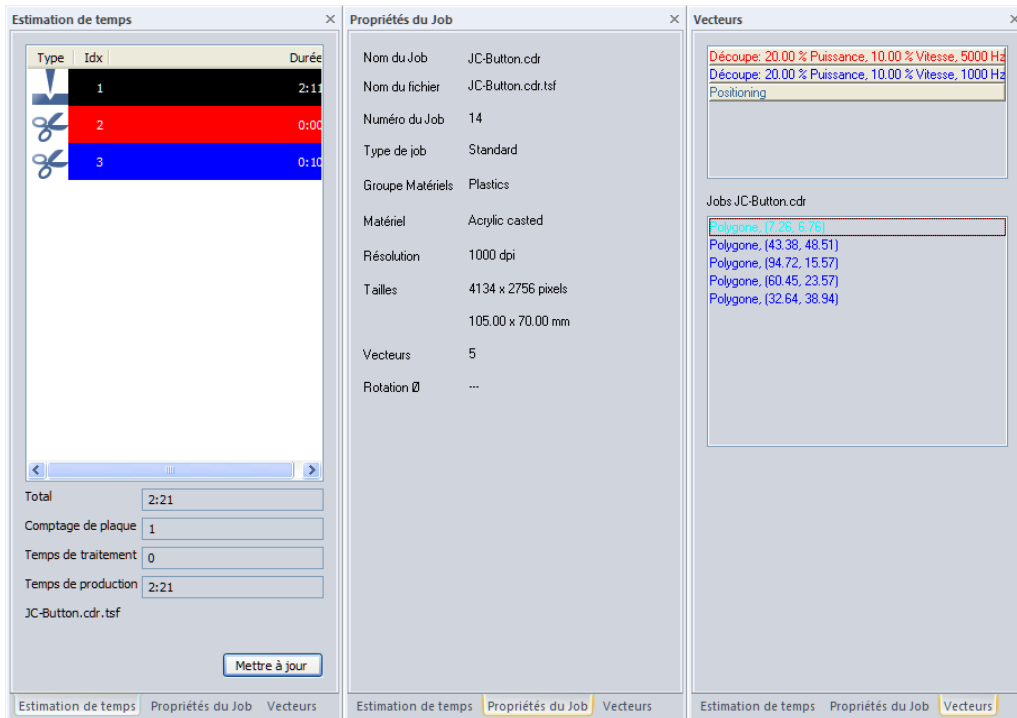 Estimation de temps
Type Idx Durée
1 2:11
2 0:00
3 0:10
Total 2:21
Comptage de plaque 1
Temps de traitement 0
Temps de production 2:21
JC-Button.cdr.tsf
Mettre à jour
Estimation de temps Propriétés du Job Vecteurs
Propriétés du Job
Nom du Job JC-Button.cdr
Nom du fichier JC-Button.cdr.tsf
Numéro du Job 14
Type de job Standard
Groupe Matériels Plastics
Matériel Acrylic casted
Résolution 1000 dpi
Tailles 4134 x 2756 pixels
105.00 x 70.00 mm
Vecteurs 5
Rotation Ø ---
Estimation de temps Propriétés du Job Vecteurs
Vecteurs
Découpe: 20.00 % Puissance, 10.00 % Vitesse, 5000 Hz
Découpe: 20.00 % Puissance, 10.00 % Vitesse, 1000 Hz
Positioning
Jobs JC-Button.cdr
Polygone, (7.26, 6.76)
Polygone, (43.38, 48.51)
Polygone, (94.72, 15.57)
Polygone, (60.45, 23.57)
Polygone, (32.64, 38.94)
Estimation de temps Propriétés du Job Vecteurs